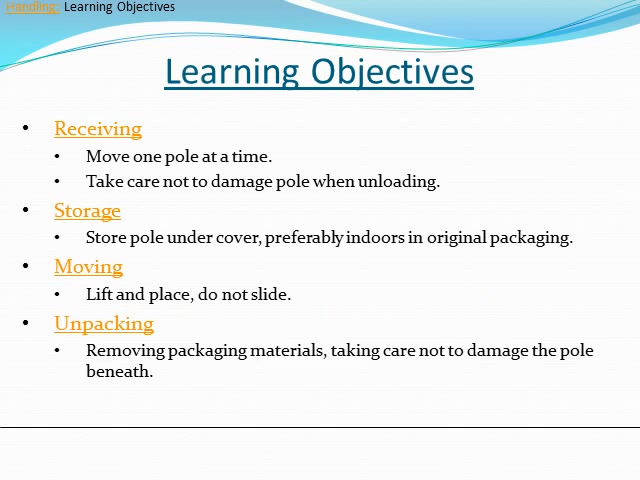 Handling: Learning Objectives
Learning Objectives
• Receiving
• Move one pole at a time.
• Take care not to damage pole when unloading.
• Storage
• Store pole under cover, preferably indoors in original packaging.
• Moving
• Lift and place, do not slide.
• Unpacking
• Removing packaging materials, taking care not to damage the pole
beneath.